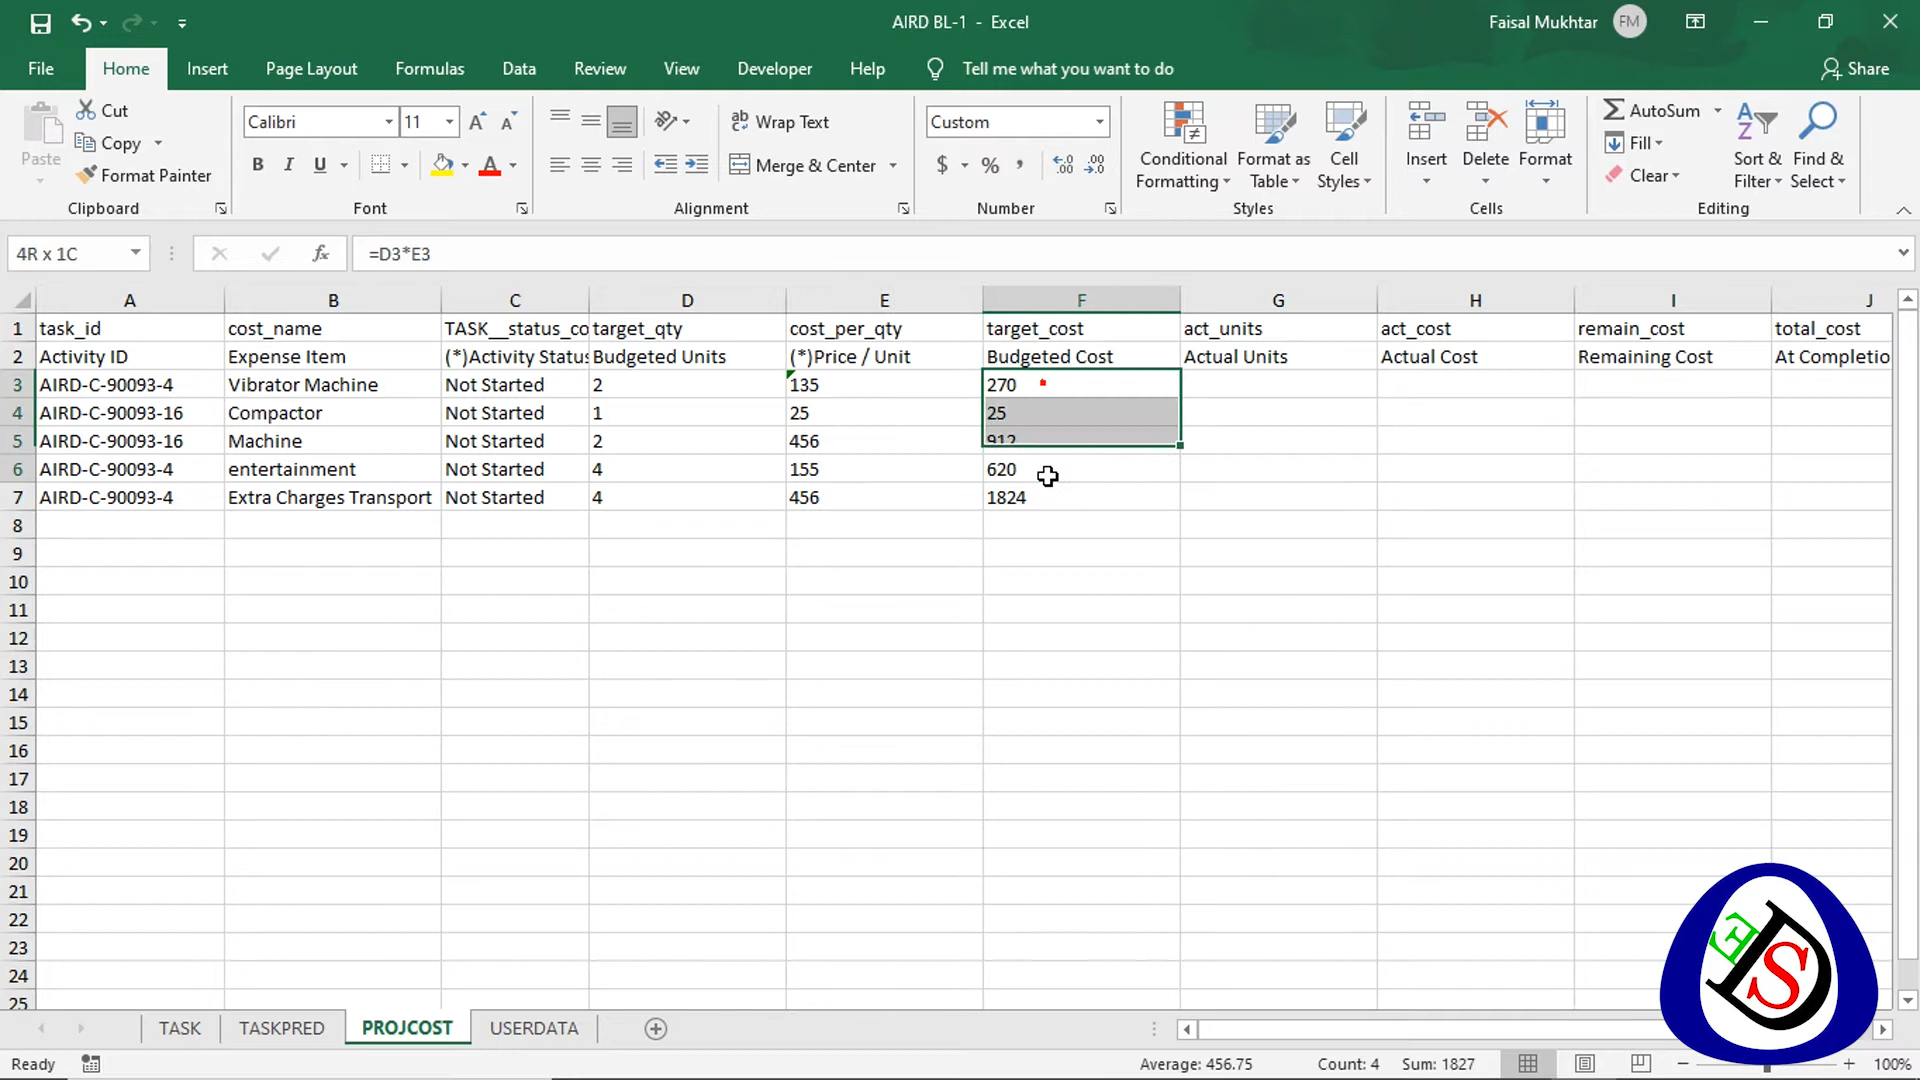 AIRD BL-1 - Excel
Faisal Mukhtar FM
File Home Insert Page Layout Formulas Data Review View Developer Help Tell me what you want to do Share
Paste Cut Copy Format Painter
Calibri 11
B I U A
Wrap Text
Merge & Center
Custom
$ % ,
Conditional Formatting
Format as Table
Cell Styles
Insert Delete Format
AutoSum
Fill
Clear
Sort & Filter
Find & Select
Clipboard Font Alignment Number Styles Cells Editing
4R x 1C fx =D3*E3
A B C D E F G H I J
1 task_id cost_name TASK__status_co target_qty cost_per_qty target_cost act_units act_cost remain_cost total_cost
2 Activity ID Expense Item (*)Activity Status Budgeted Units (*)Price / Unit Budgeted Cost Actual Units Actual Cost Remaining Cost At Completio
3 AIRD-C-90093-4 Vibrator Machine Not Started 2 135 270
4 AIRD-C-90093-16 Compactor Not Started 1 25 25
5 AIRD-C-90093-16 Machine Not Started 2 456 912
6 AIRD-C-90093-4 entertainment Not Started 4 155 620
7 AIRD-C-90093-4 Extra Charges Transport Not Started 4 456 1824
8
9
10
11
12
13
14
15
16
17
18
19
20
21
22
23
24
25
TASK TASKPRED PROJCOST USERDATA
Ready Average: 456.75 Count: 4 Sum: 1827 100%